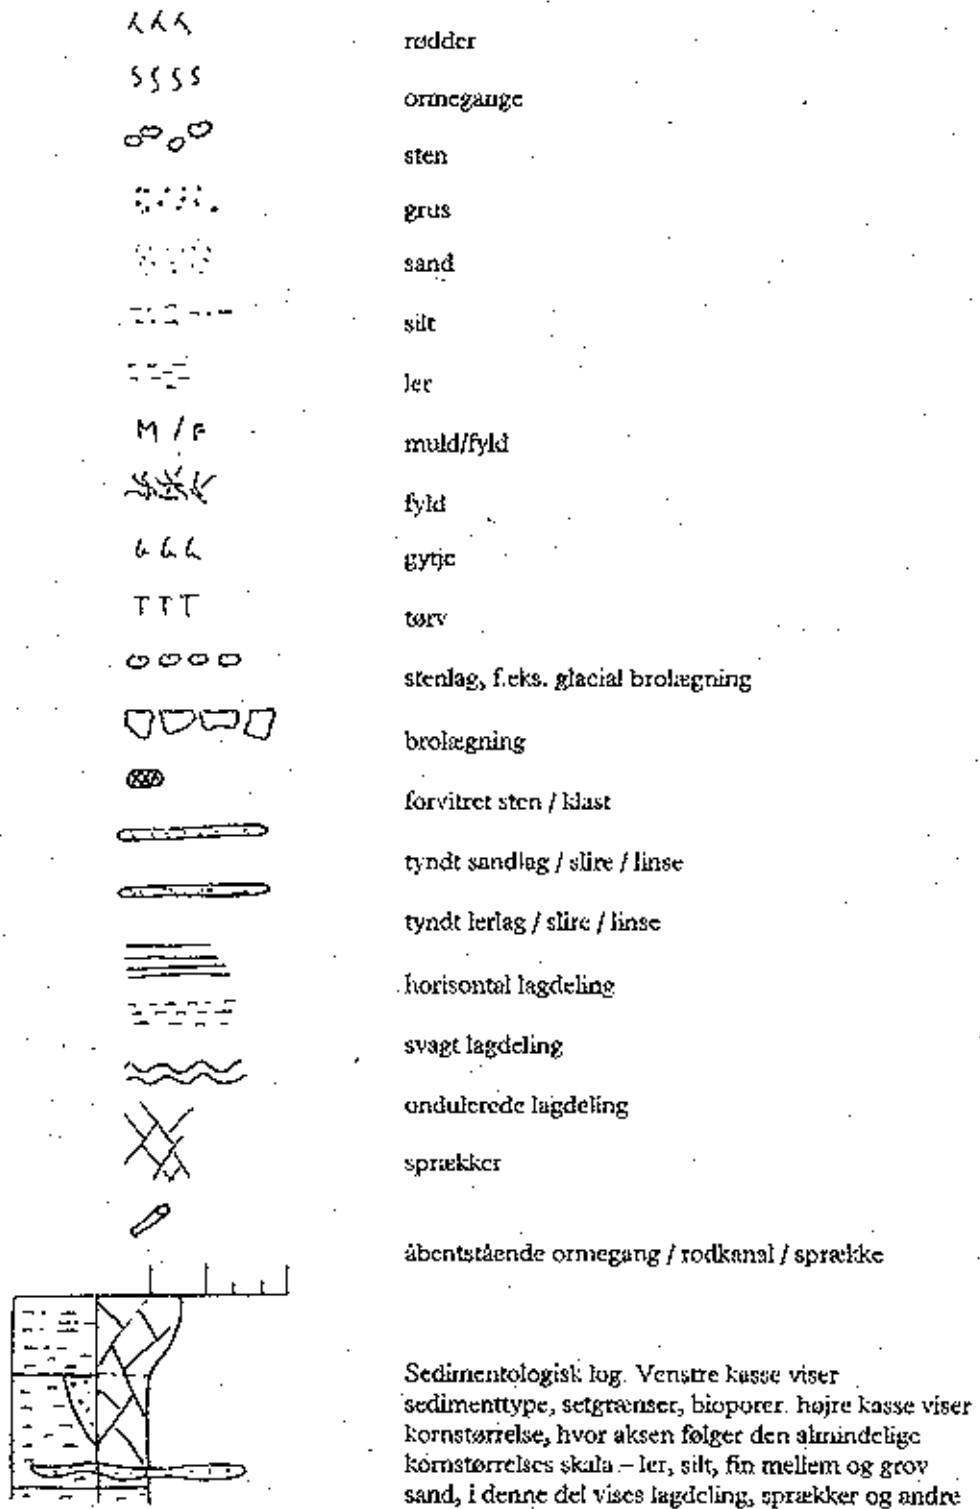 rødder
SSSS
ormegange
sten
grus
sand
silt
ler
M / F
muld/fyld
fyld
gytje
TTT
tørv
stenlag, f.eks. glacial brolægning
brolægning
forvitret sten / klast
tyndt sandlag / slire / linse
tyndt lerlag / slire / linse
horisontal lagdeling
svagt lagdeling
ondulerede lagdeling
sprækker
åbentstående ormegang / rodkanal / sprække
Sedimentologisk log. Venstre kasse viser
sedimenttype, setgrænser, bioporer. højre kasse viser
kornstørrelse, hvor aksen følger den almindelige
kornstørrelses skala – ler, silt, fin mellem og grov
sand, i denne del vises lagdeling, sprækker og andre